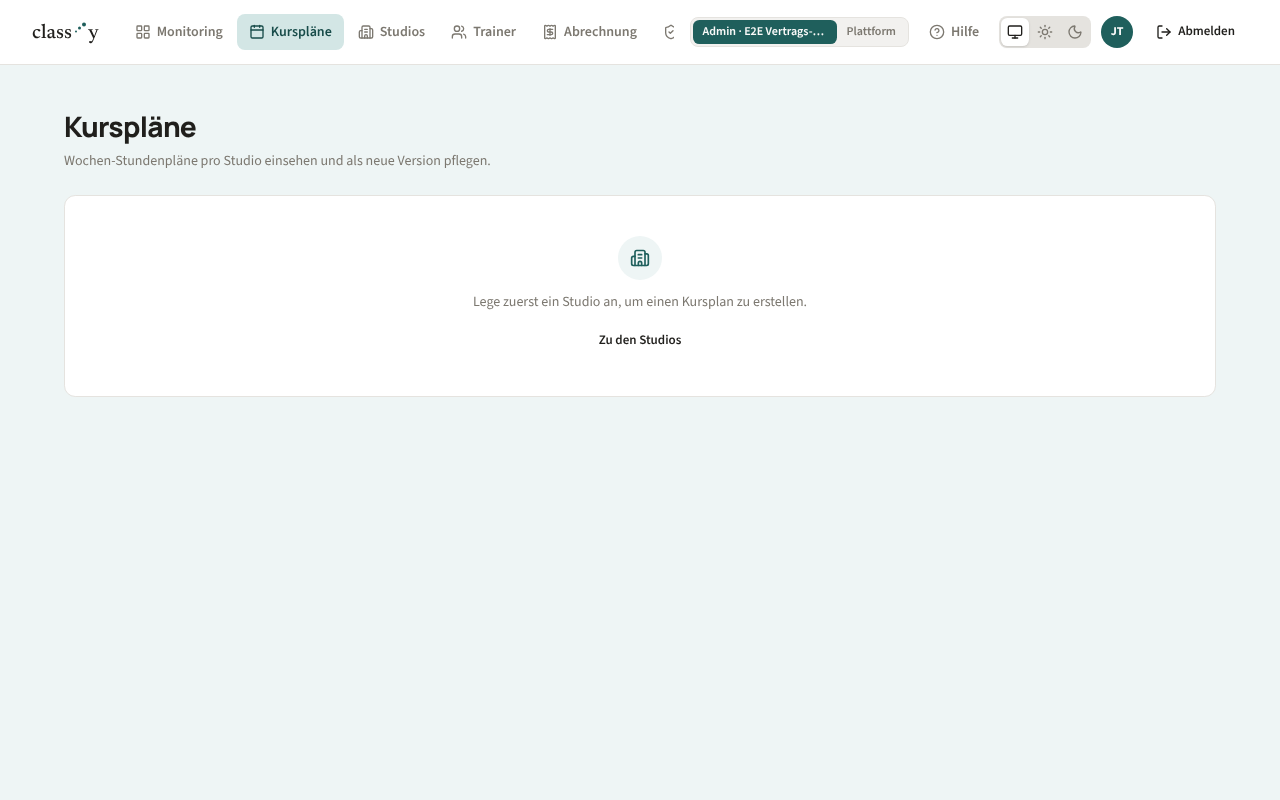 class y
Monitoring
Kurspläne
Studios
Trainer
Abrechnung
Admin · E2E Vertrags-...
Plattform
Hilfe
JT
Abmelden
Kurspläne
Wochen-Stundenpläne pro Studio einsehen und als neue Version pflegen.
Lege zuerst ein Studio an, um einen Kursplan zu erstellen.
Zu den Studios